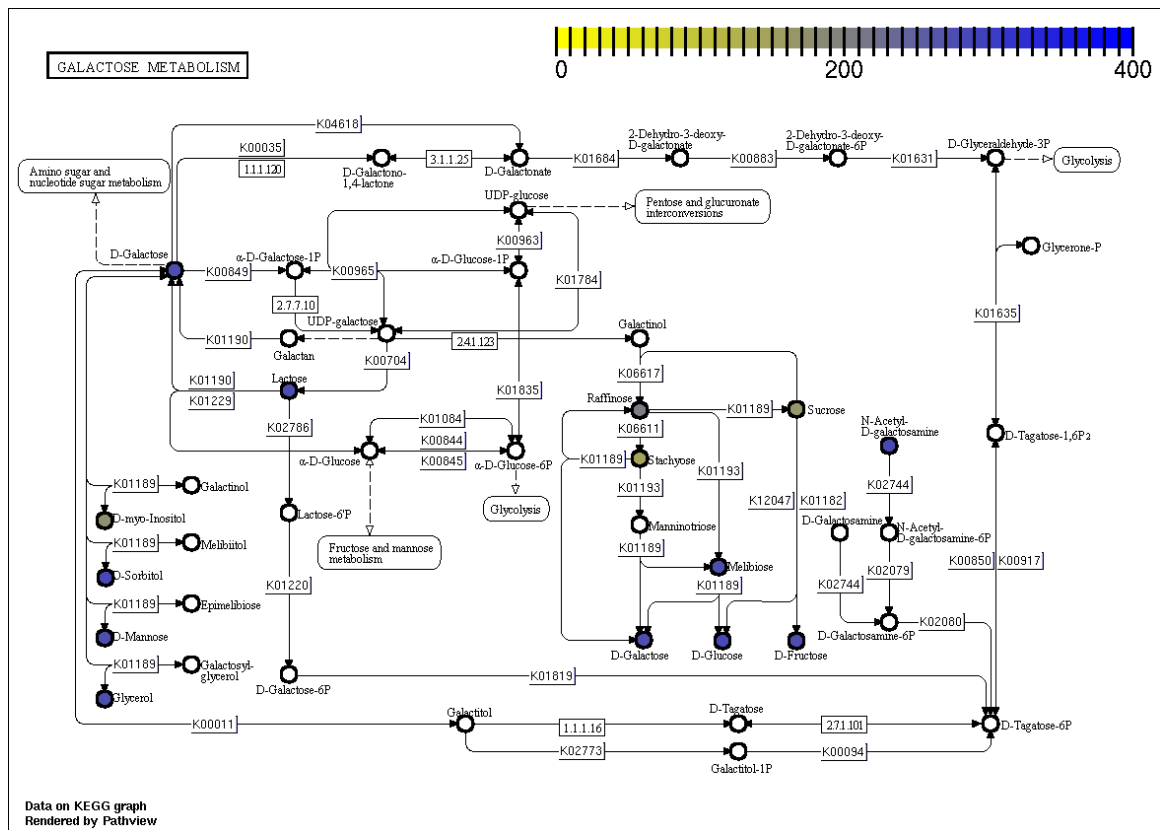 GALACTOSE METABOLISM
0
200
400
K04618
K00035
1.1.1.120
D-Galactono-
1,4-lactone
3.1.1.25
D-Galactonate
K01684
2-Dehydro-3-deoxy-
D-galactonate
K00883
2-Dehydro-3-deoxy-
D-galactonate-6P
K01631
D-Glyceraldehyde-3P
Glycolysis
Amino sugar and
nucleotide sugar metabolism
UDP-glucose
Pentose and glucuronate
interconversions
K00963
D-Galactose
K00849
α-D-Galactose-1P
K00965
α-D-Glucose-1P
K01784
Glycerone-P
2.7.7.10
UDP-galactose
K01190
Galactan
2.4.1.123
Galactinol
K01635
K00704
K01190
K01229
Lactose
K01835
K06617
Raffinose
K01189
Sucrose
K02786
K01084
K00844
K00845
α-D-Glucose
α-D-Glucose-6P
K06611
K01189
Stachyose
K01193
K01193
N-Acetyl-
D-galactosamine
D-Tagatose-1,6P2
K02744
K12047
K01182
K01189
Galactinol
D-myo-Inositol
Lactose-6'P
Glycolysis
Manninotriose
D-Galactosamine
N-Acetyl-
D-galactosamine-6P
Fructose and mannose
metabolism
K01189
Melibiitol
D-Sorbitol
K01189
Melibiose
K01189
K02744
K02079
K00850
K00917
K01220
K01189
Epimelibiose
D-Mannose
D-Galactose
D-Glucose
D-Fructose
D-Galactosamine-6P
K02080
K01189
Galactosyl-
glycerol
Glycerol
D-Galactose-6P
K01819
K00011
Galactitol
1.1.1.16
D-Tagatose
2.7.1.101
D-Tagatose-6P
K02773
Galactitol-1P
K00094
Data on KEGG graph
Rendered by Pathview